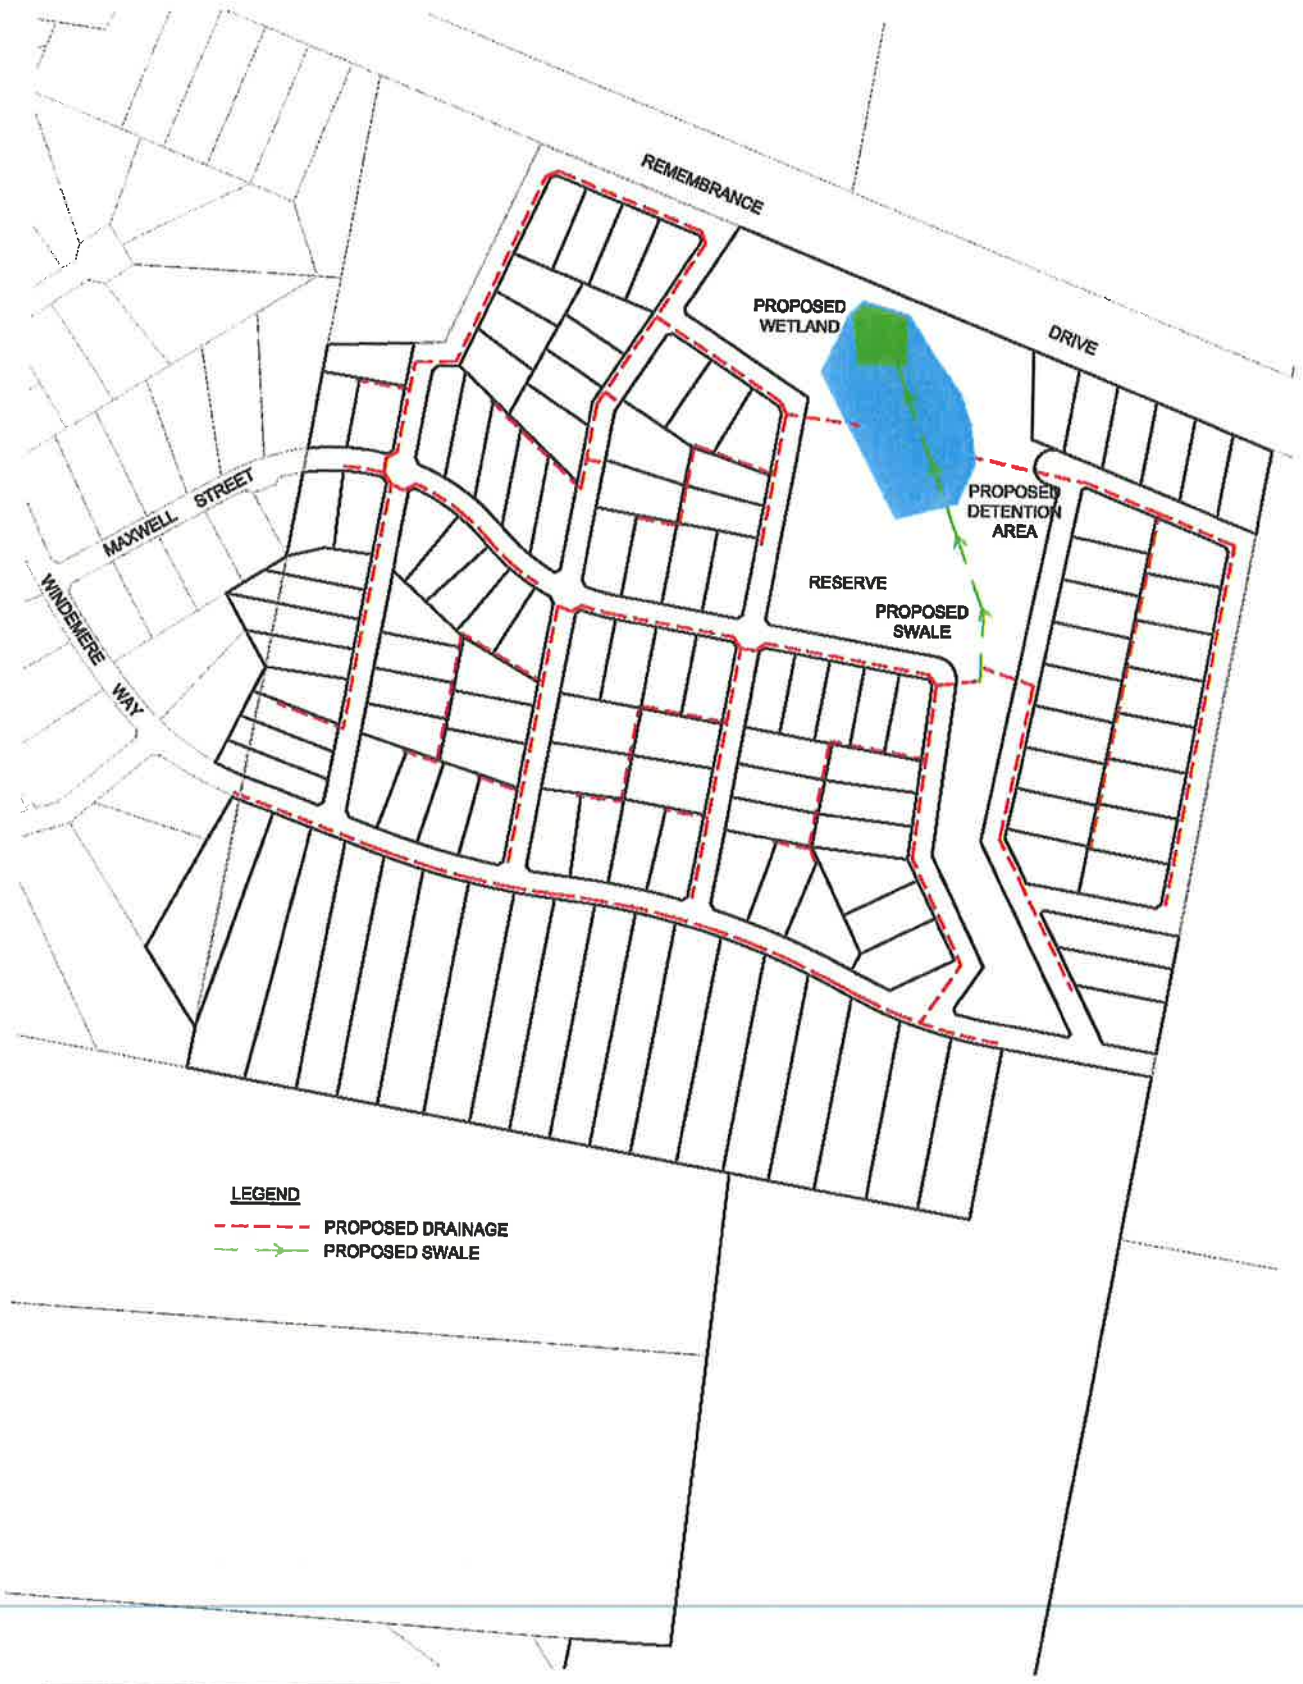 REMEMBRANCE
DRIVE
PROPOSED
WETLAND
PROPOSED
DETENTION
AREA
RESERVE
PROPOSED
SWALE
MAXWELL STREET
WINDEMERE
WAY
LEGEND
PROPOSED DRAINAGE
PROPOSED SWALE